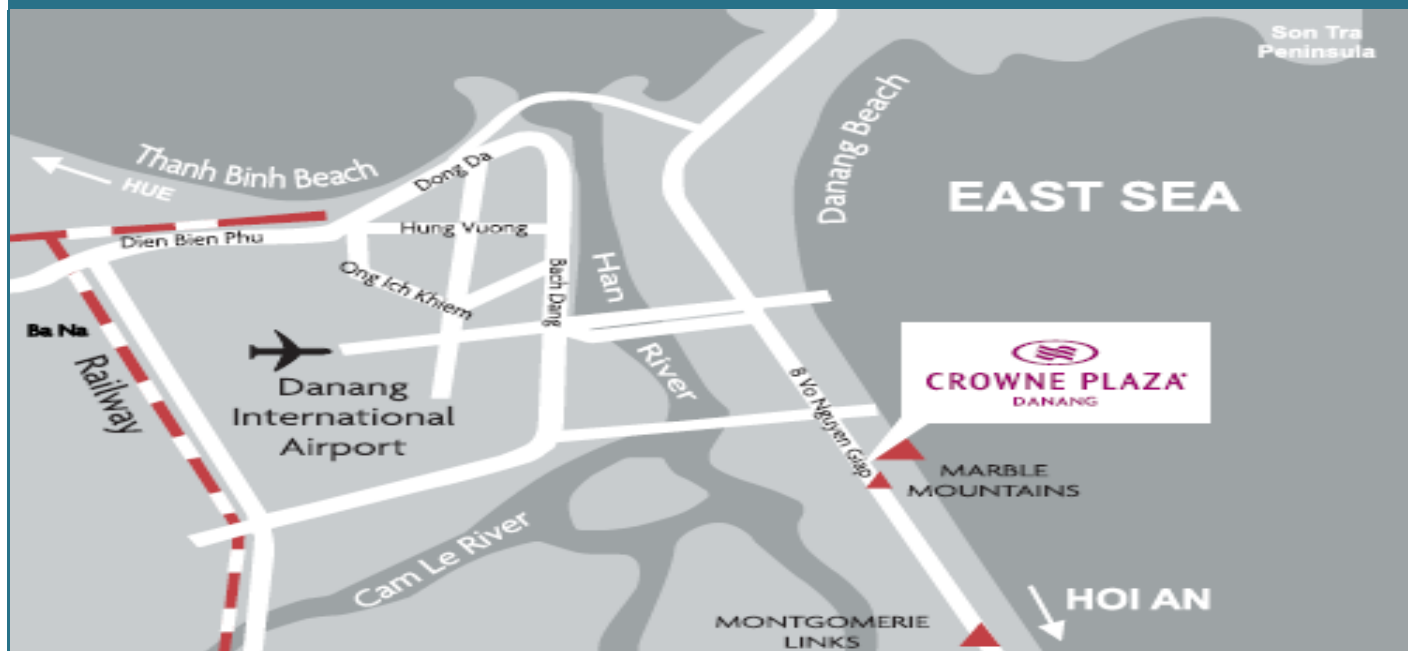 Son Tra
Peninsula
Danang Beach
EAST SEA
Thanh Binh Beach
HUE
Dong Da
Dien Bien Phu
Hung Vuong
Ong Ich Khiem
Bach Dang
Han
River
Ba Na
Railway
Danang
International
Airport
8 Vo Nguyen Giap
CROWNE PLAZA
DANANG
MARBLE
MOUNTAINS
Cam Le River
HOI AN
MONTGOMERIE
LINKS